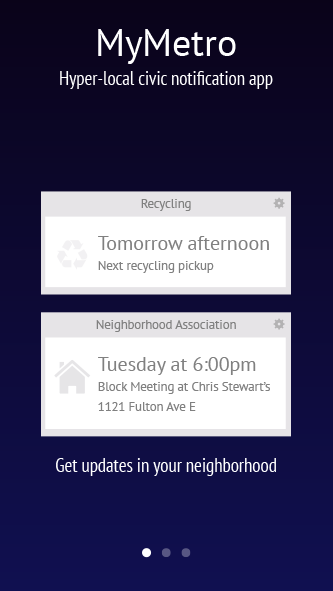 MyMetro
Hyper-local civic notification app
Recycling
Tomorrow afternoon
Next recycling pickup
Neighborhood Association
Tuesday at 6:00pm
Block Meeting at Chris Stewart's
1121 Fulton Ave E
Get updates in your neighborhood